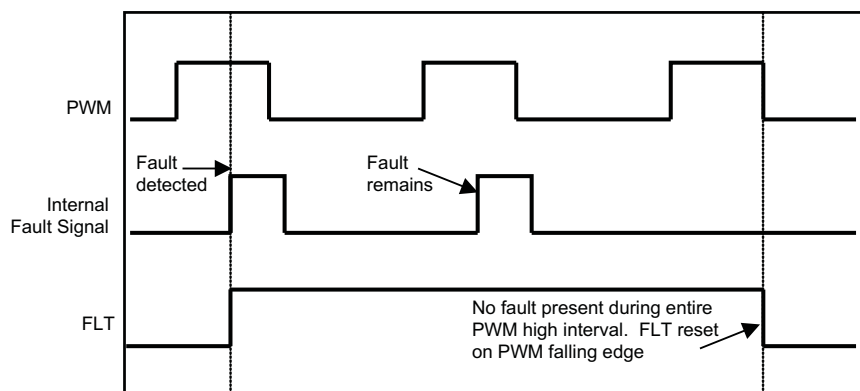 PWM
Fault
detected
Fault
remains
Internal
Fault Signal
FLT
No fault present during entire
PWM high interval. FLT reset
on PWM falling edge